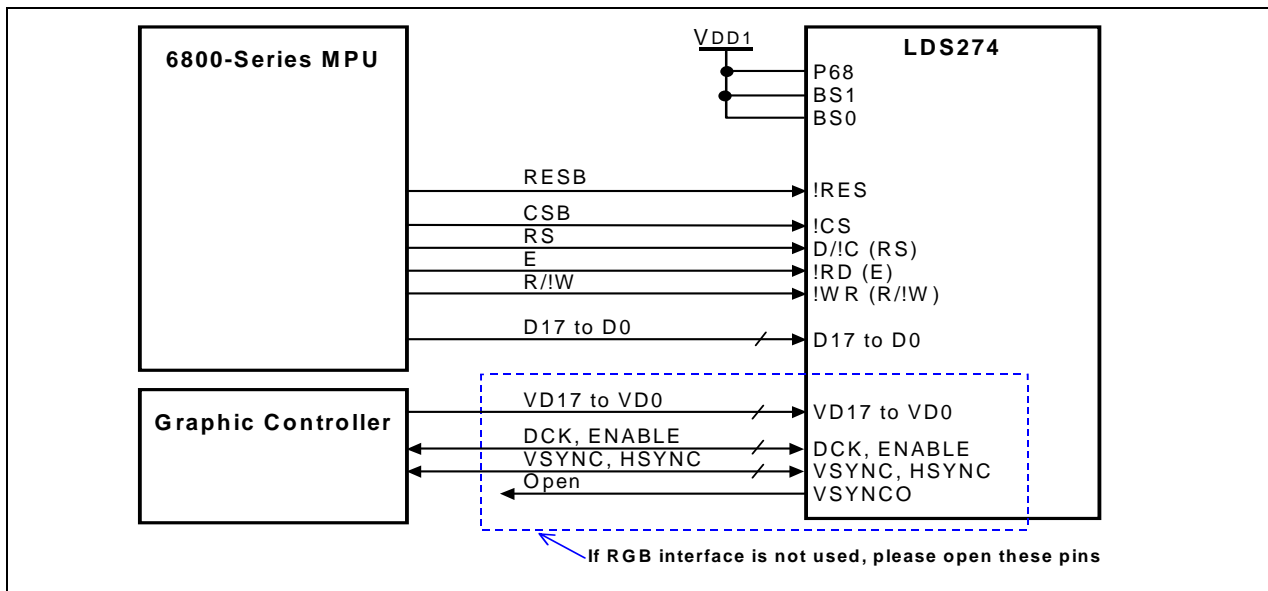 6800-Series MPU
VDD1
LDS274
P68
BS1
BS0
RESB
!RES
CSB
!CS
RS
D/!C (RS)
E
!RD (E)
R/!W
!WR (R/!W)
D17 to D0
D17 to D0
Graphic Controller
VD17 to VD0
VD17 to VD0
DCK, ENABLE
DCK, ENABLE
VSYNC, HSYNC
VSYNC, HSYNC
Open
VSYNCO
If RGB interface is not used, please open these pins